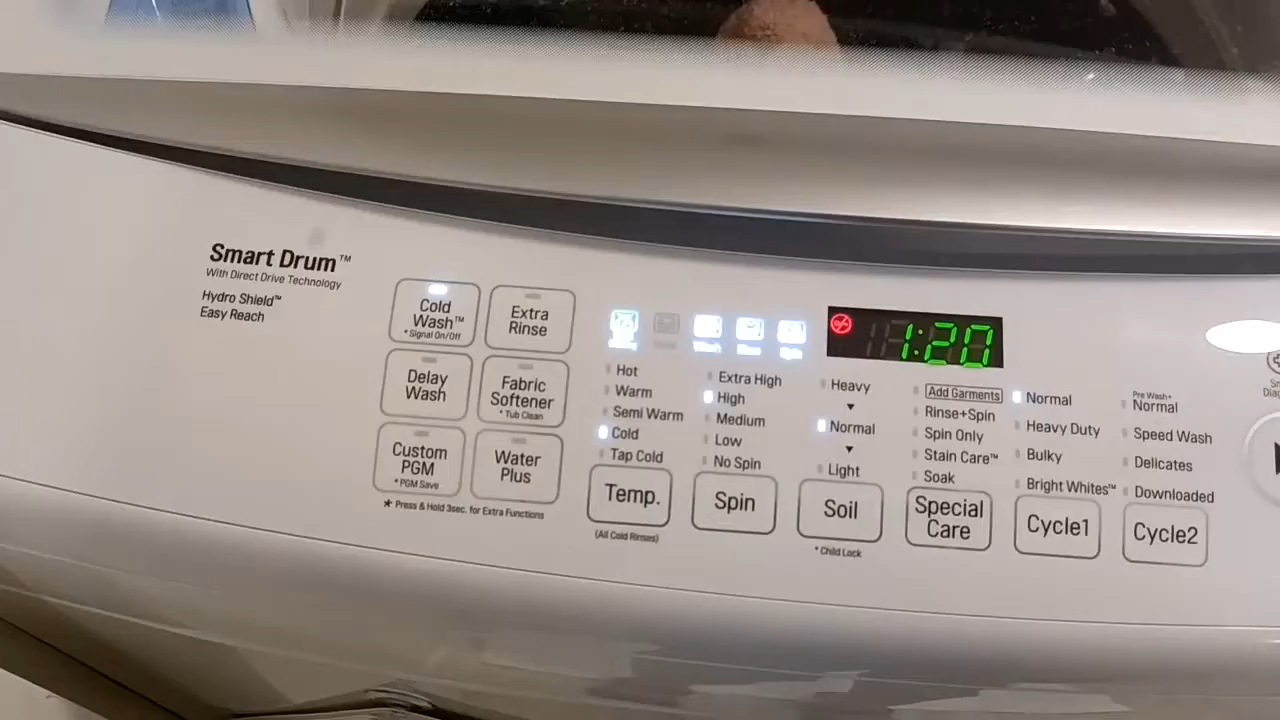 Smart Drum™
With Direct Drive Technology
Hydro Shield™
Easy Reach
Cold
Wash™
* Signal On/Off
Extra
Rinse
Delay
Wash
Fabric
Softener
* Tub Clean
Custom
PGM
* PGM Save
Water
Plus
* Press & Hold 3sec. for Extra Functions
1:20
Hot
Warm
Semi Warm
Cold
Tap Cold
Temp.
(All Cold Rinses)
Extra High
High
Medium
Low
No Spin
Spin
Heavy
Normal
Light
Soil
* Child Lock
Add Garments
Rinse+Spin
Spin Only
Stain Care™
Soak
Special
Care
Normal
Heavy Duty
Bulky
Bright Whites™
Cycle1
Pre Wash+
Normal
Speed Wash
Delicates
Downloaded
Cycle2